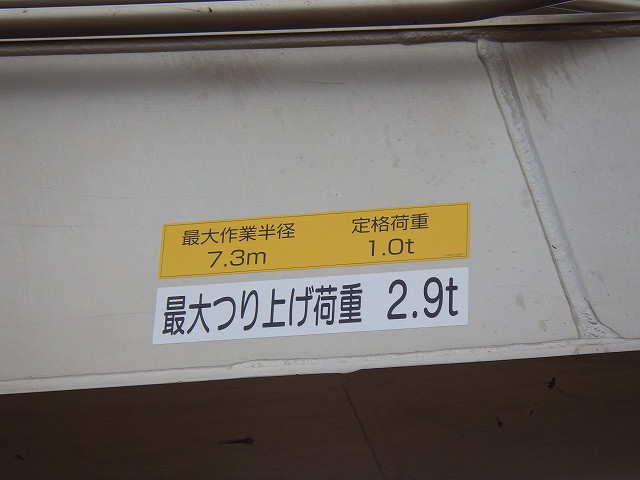 最大作業半径 定格荷重
7.3m 1.0t
最大つり上げ荷重 2.9t